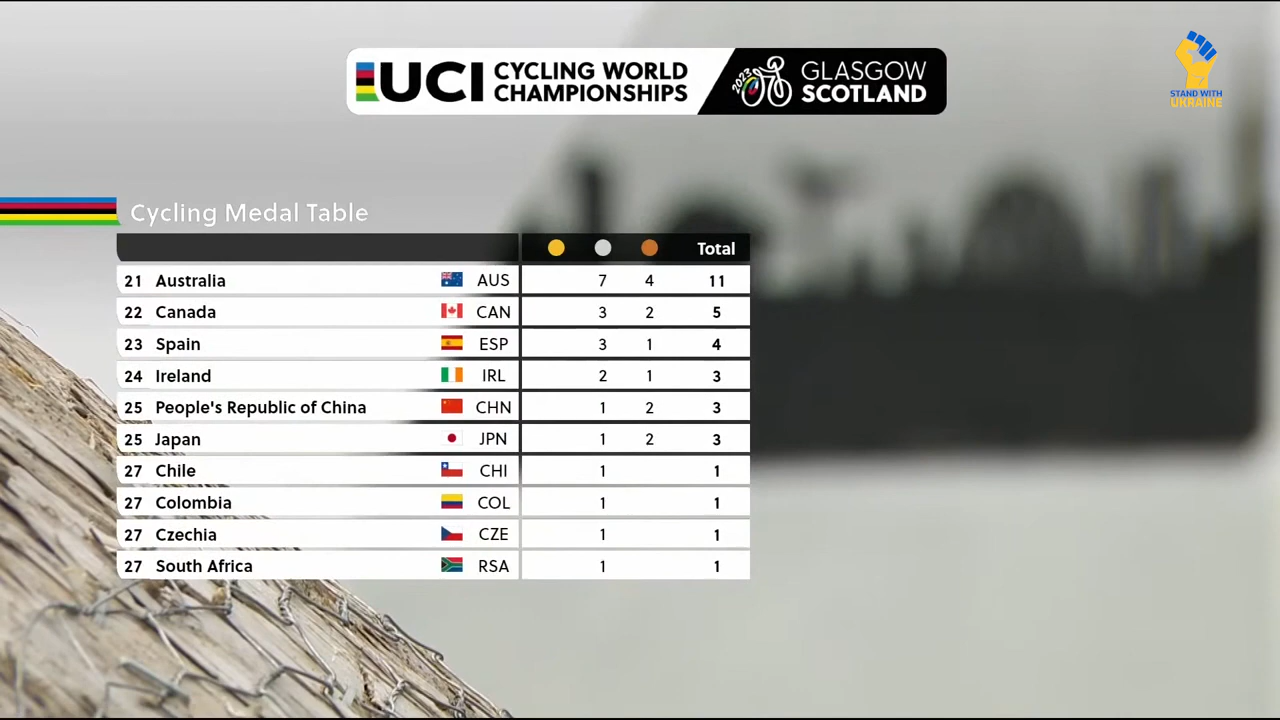 UCI CYCLING WORLD CHAMPIONSHIPS
2023 GLASGOW SCOTLAND
STAND WITH
UKRAINE
Cycling Medal Table
Total
21 Australia AUS 7 4 11
22 Canada CAN 3 2 5
23 Spain ESP 3 1 4
24 Ireland IRL 2 1 3
25 People's Republic of China CHN 1 2 3
25 Japan JPN 1 2 3
27 Chile CHI 1 1
27 Colombia COL 1 1
27 Czechia CZE 1 1
27 South Africa RSA 1 1